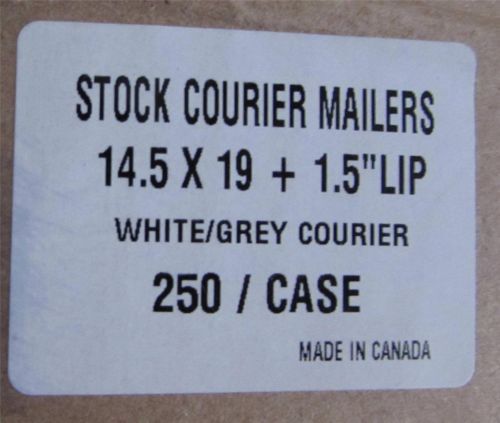 STOCK COURIER MAILERS
14.5 X 19 + 1.5"LIP
WHITE/GREY COURIER
250 / CASE
MADE IN CANADA